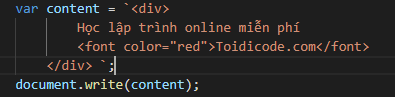 var content = `<div>
Học lập trình online miễn phí
<font color="red">Toidicode.com</font>
</div> `;
document.write(content);